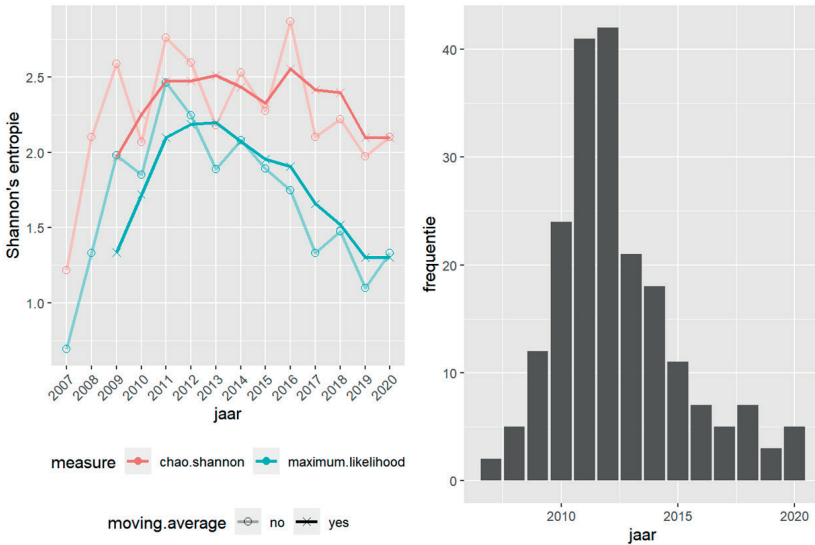 Shannon's entropie
2.5
2.0
1.5
1.0
2007 2008 2009 2010 2011 2012 2013 2014 2015 2016 2017 2018 2019 2020
jaar
measure chao.shannon maximum.likelihood
moving.average no yes
frequentie
40
30
20
10
0
2010 2015 2020
jaar